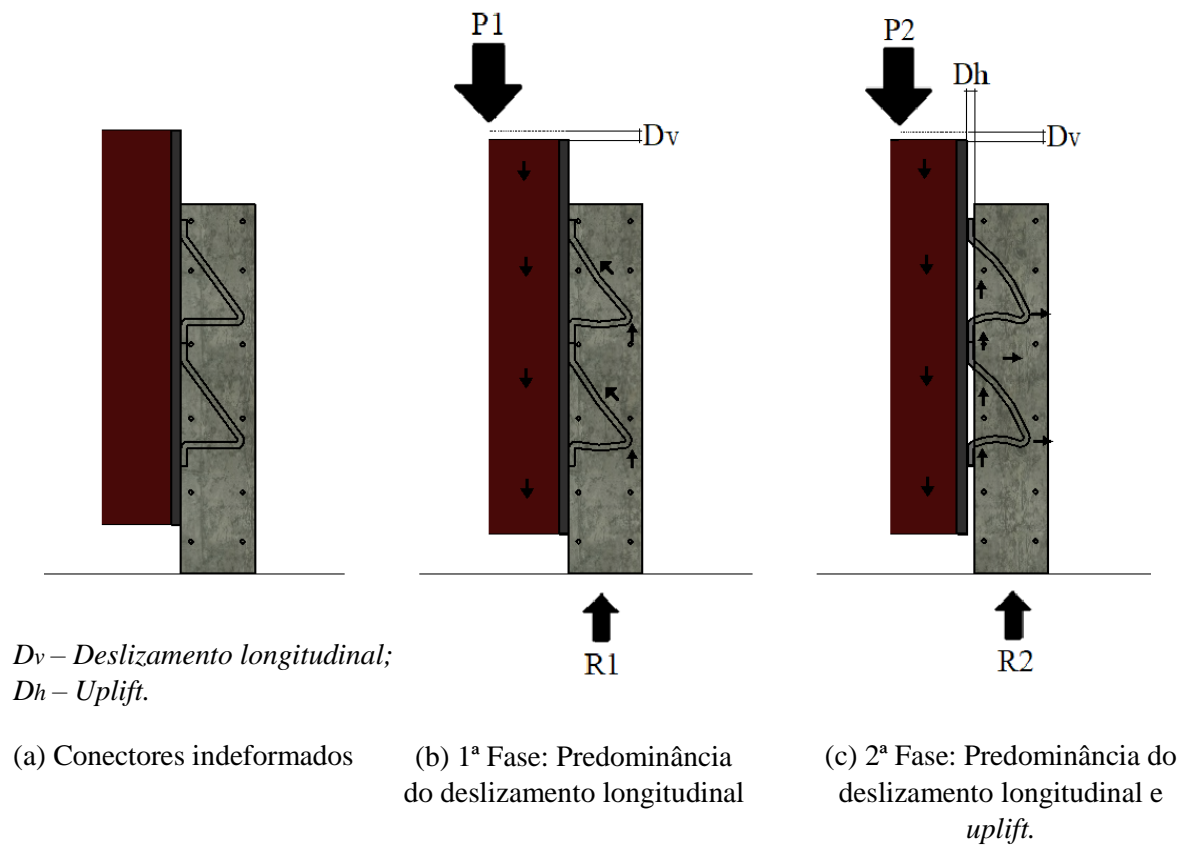 P1
Dv
P2
Dh
Dv
R1
R2
Dv – Deslizamento longitudinal;
Dh – Uplift.
(a) Conectores indeformados
(b) 1ª Fase: Predominância
do deslizamento longitudinal
(c) 2ª Fase: Predominância do
deslizamento longitudinal e
uplift.